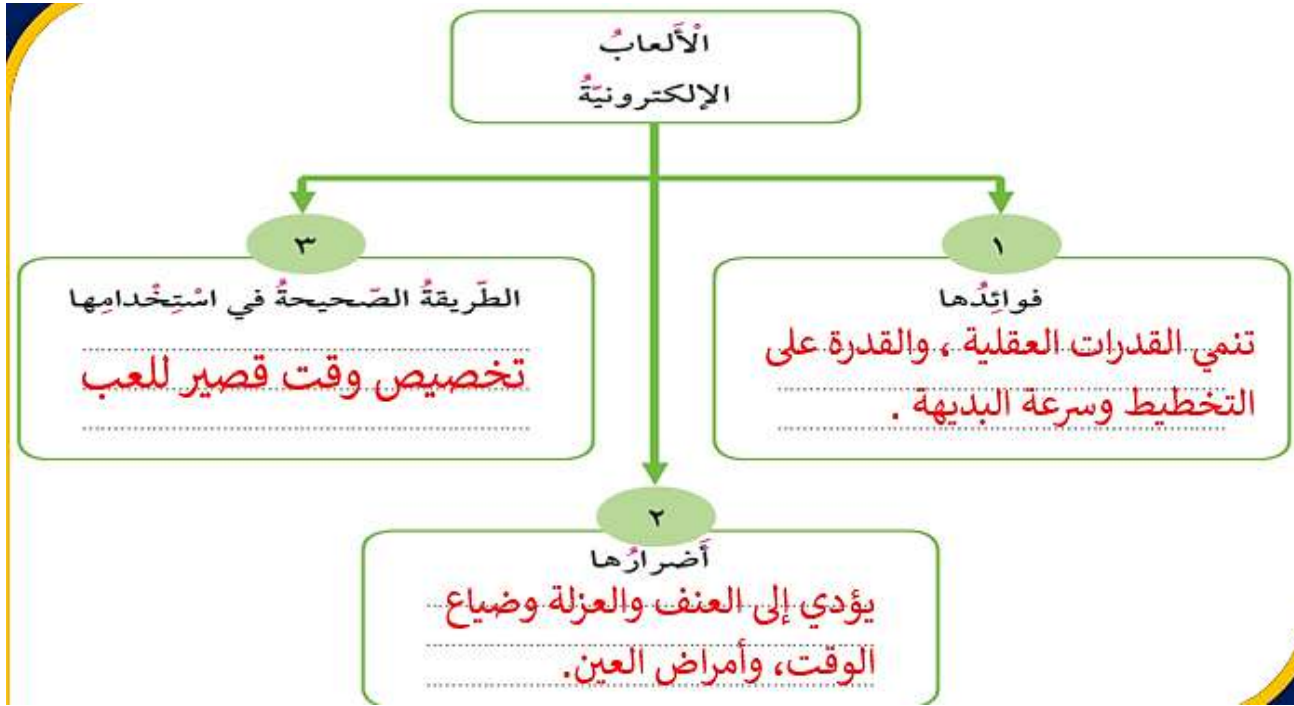 الْأَلعابُ
الإلكترونيّةُ
١
فوائِدُها
تنمي القدرات العقلية ، والقدرة على
التخطيط وسرعة البديهة .
٢
أَضرارُها
يؤدي إلى العنف والعزلة وضياع
الوقت، وأمراض العين.
٣
الطّريقةُ الصّحيحةُ في اسْتِخْدامِها
تخصيص وقت قصير للعب